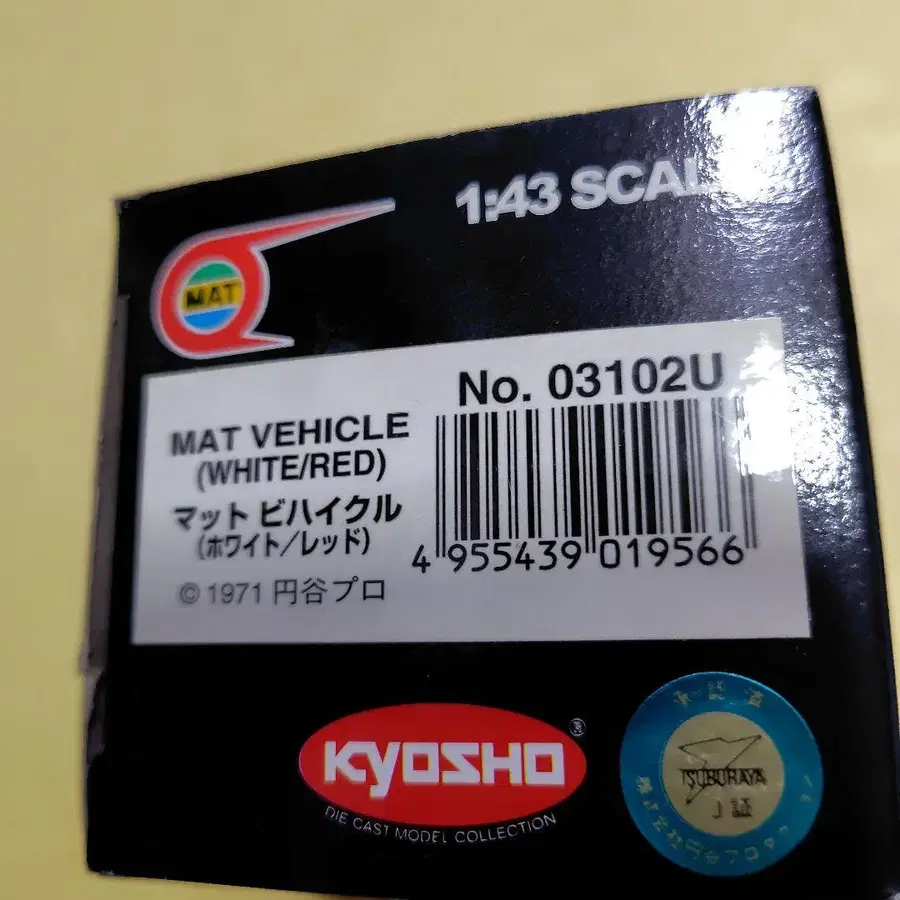 1:43 SCAL
MAT
No. 03102U
MAT VEHICLE
(WHITE/RED)
マット ビハイクル
(ホワイト/レッド)
© 1971 円谷プロ
4 955439 019566
KYOSHO ®
DIE CAST MODEL COLLECTION
TSUBURAYA